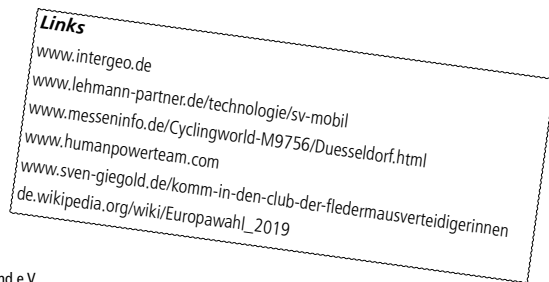 Links
www.intergeo.de
www.lehmann-partner.de/technologie/sv-mobil
www.messeninfo.de/Cyclingworld-M9756/Duesseldorf.html
www.humanpowerteam.com
www.sven-giegold.de/komm-in-den-club-der-fledermausverteidigerinnen
de.wikipedia.org/wiki/Europawahl_2019
nd e.V.